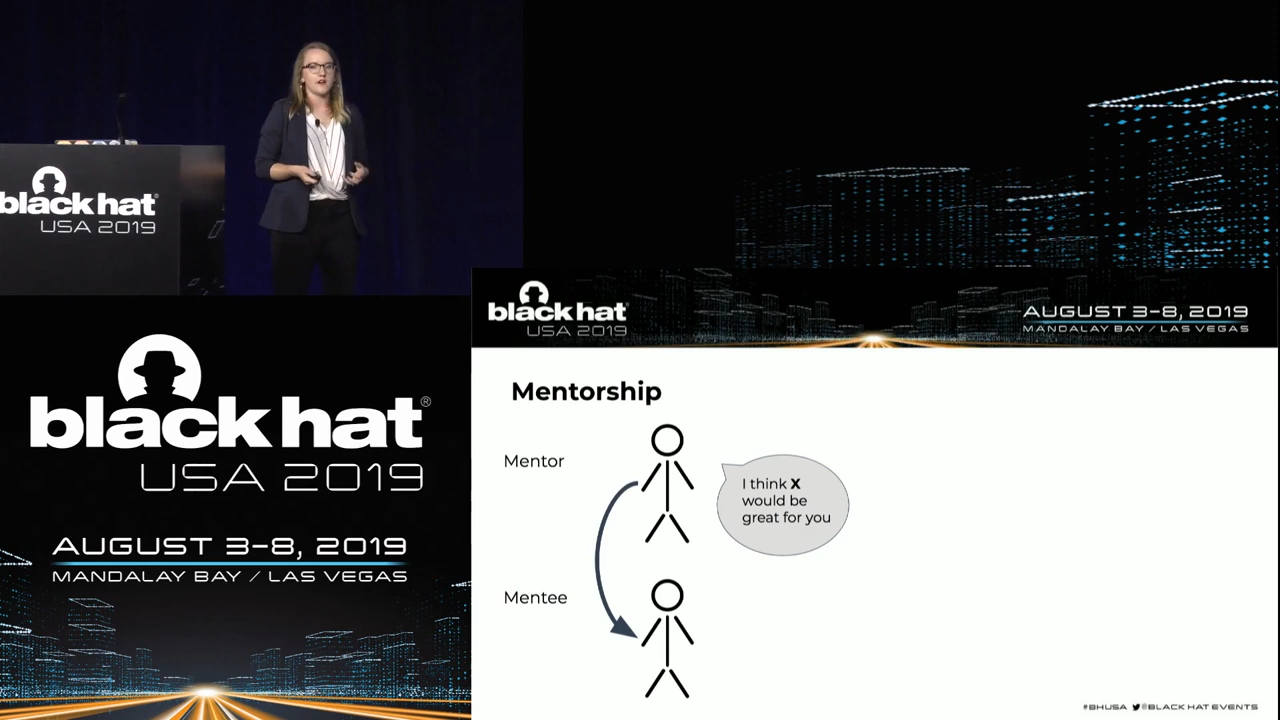 black hat
USA 2019
black hat®
USA 2019
AUGUST 3-8, 2019
MANDALAY BAY / LAS VEGAS
black hat
USA 2019
AUGUST 3-8, 2019
MANDALAY BAY / LAS VEGAS
Mentorship
Mentor
I think X
would be
great for you
Mentee
#BHUSA @BLACK HAT EVENTS